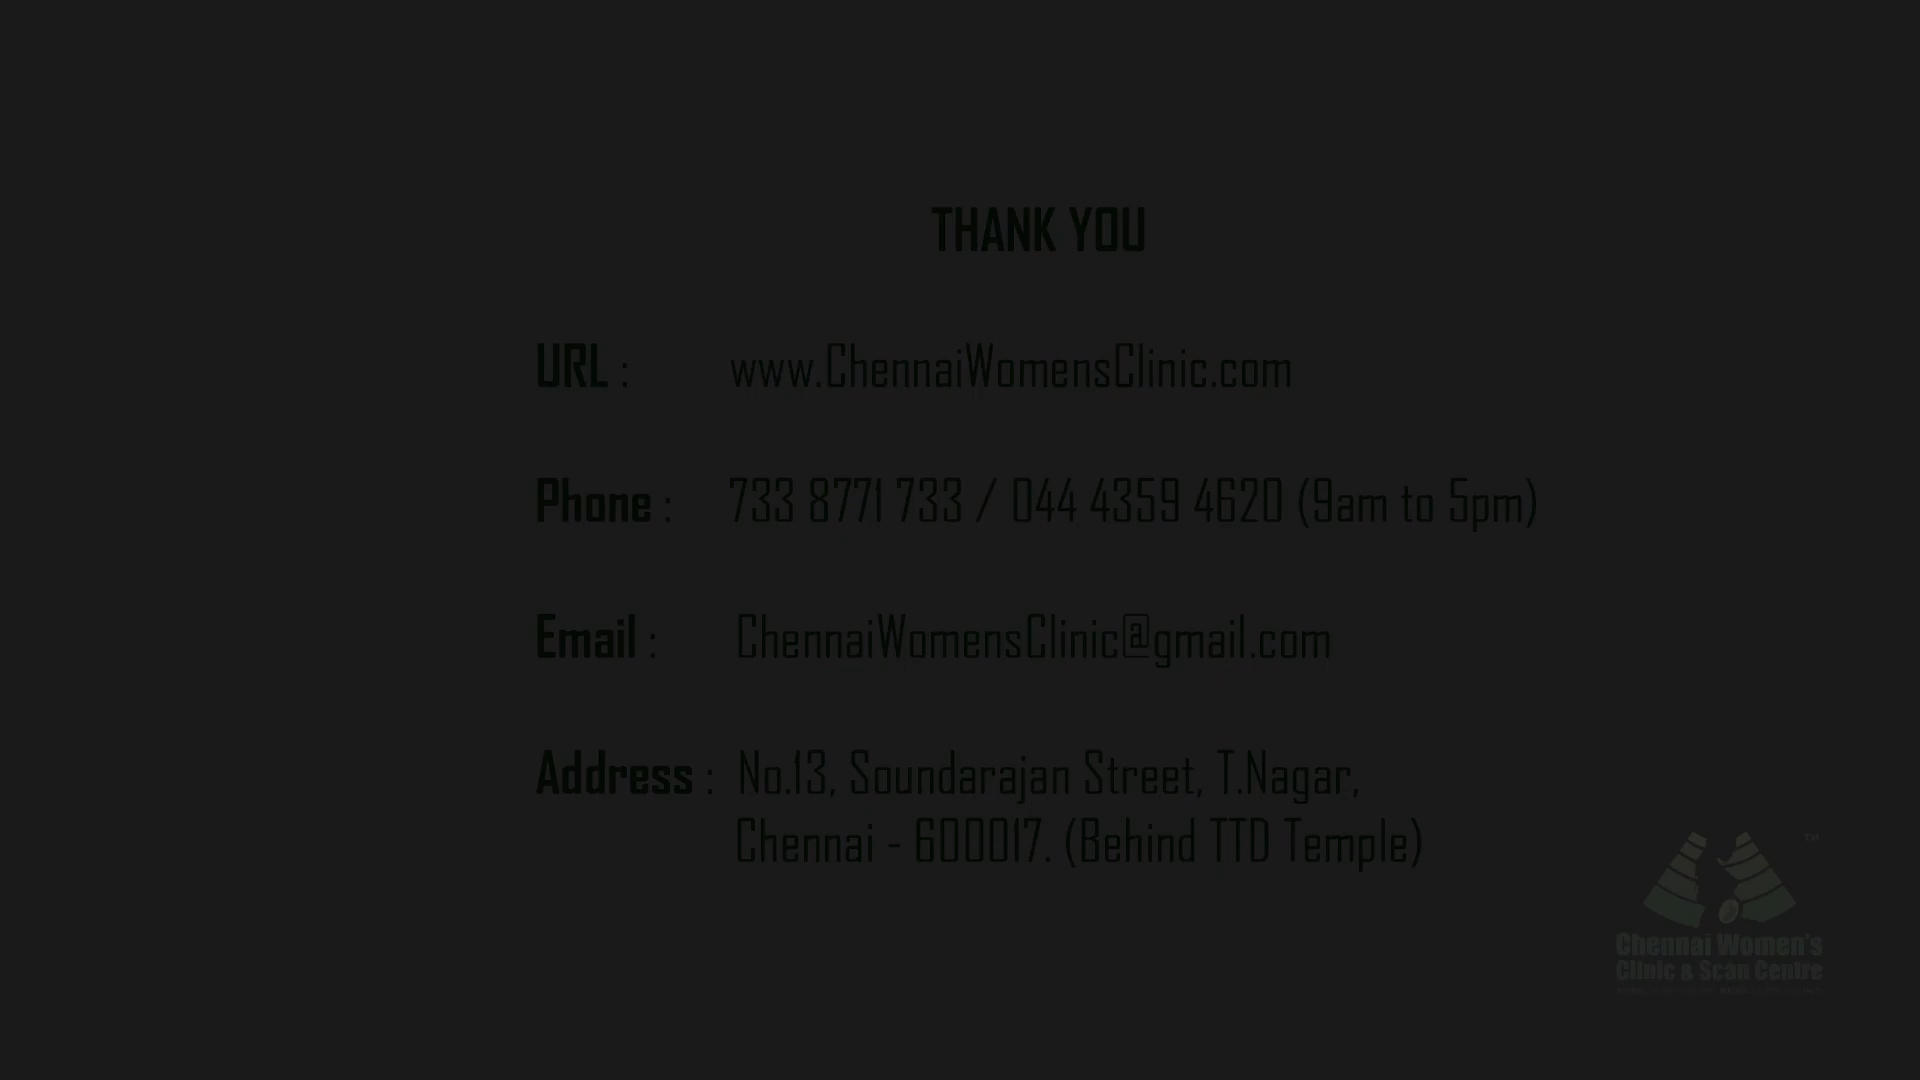 THANK YOU
URL : www.ChennaiWomensClinic.com
Phone : 733 8771 733 / 044 4359 4620 (9am to 5pm)
Email : ChennaiWomensClinic@gmail.com
Address : No.13, Soundarajan Street, T.Nagar,
Chennai - 600017. (Behind TTD Temple)
TM
Chennai Women's
Clinic & Scan Centre